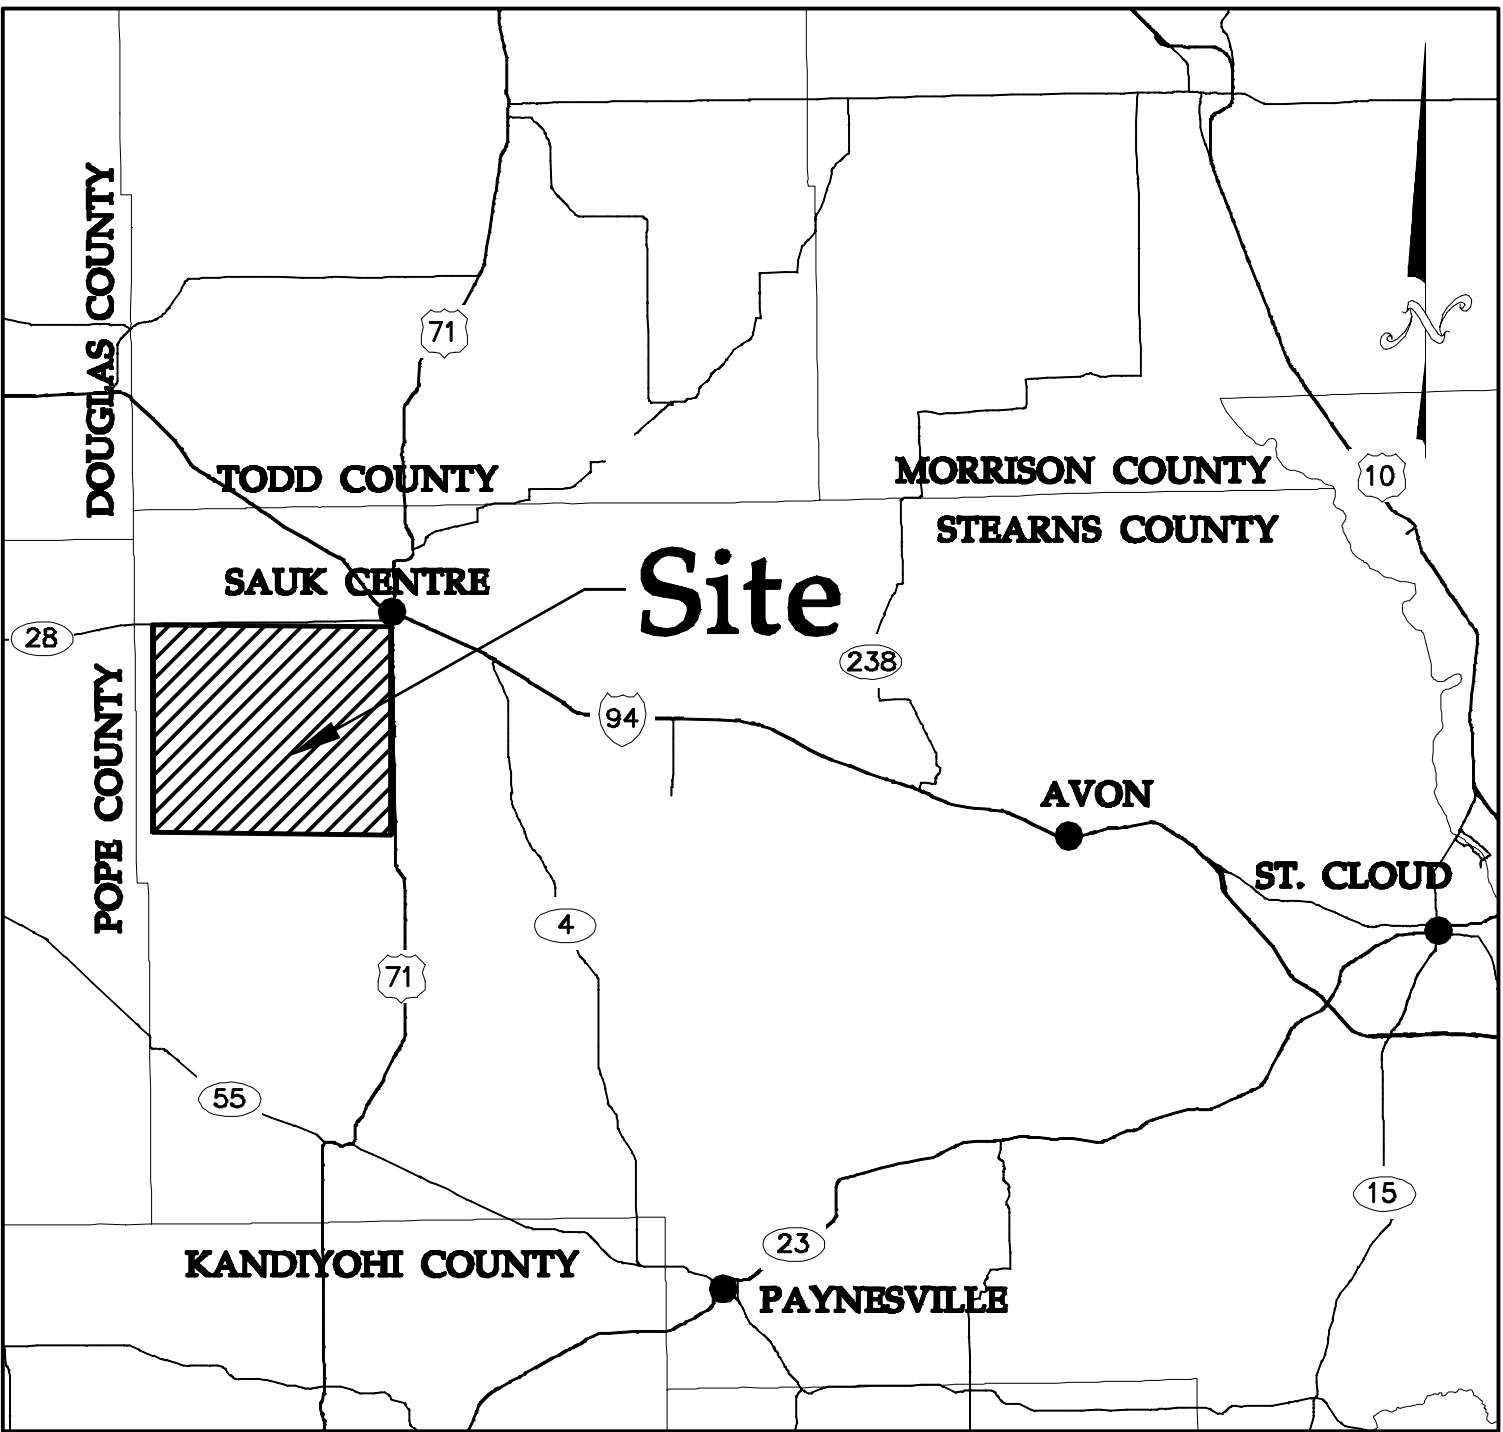 DOUGLAS COUNTY
71
N
TODD COUNTY
MORRISON COUNTY
10
STEARNS COUNTY
SAUK CENTRE
Site
28
238
POPE COUNTY
94
AVON
ST. CLOUD
4
71
55
15
23
KANDIYOHI COUNTY
PAYNESVILLE